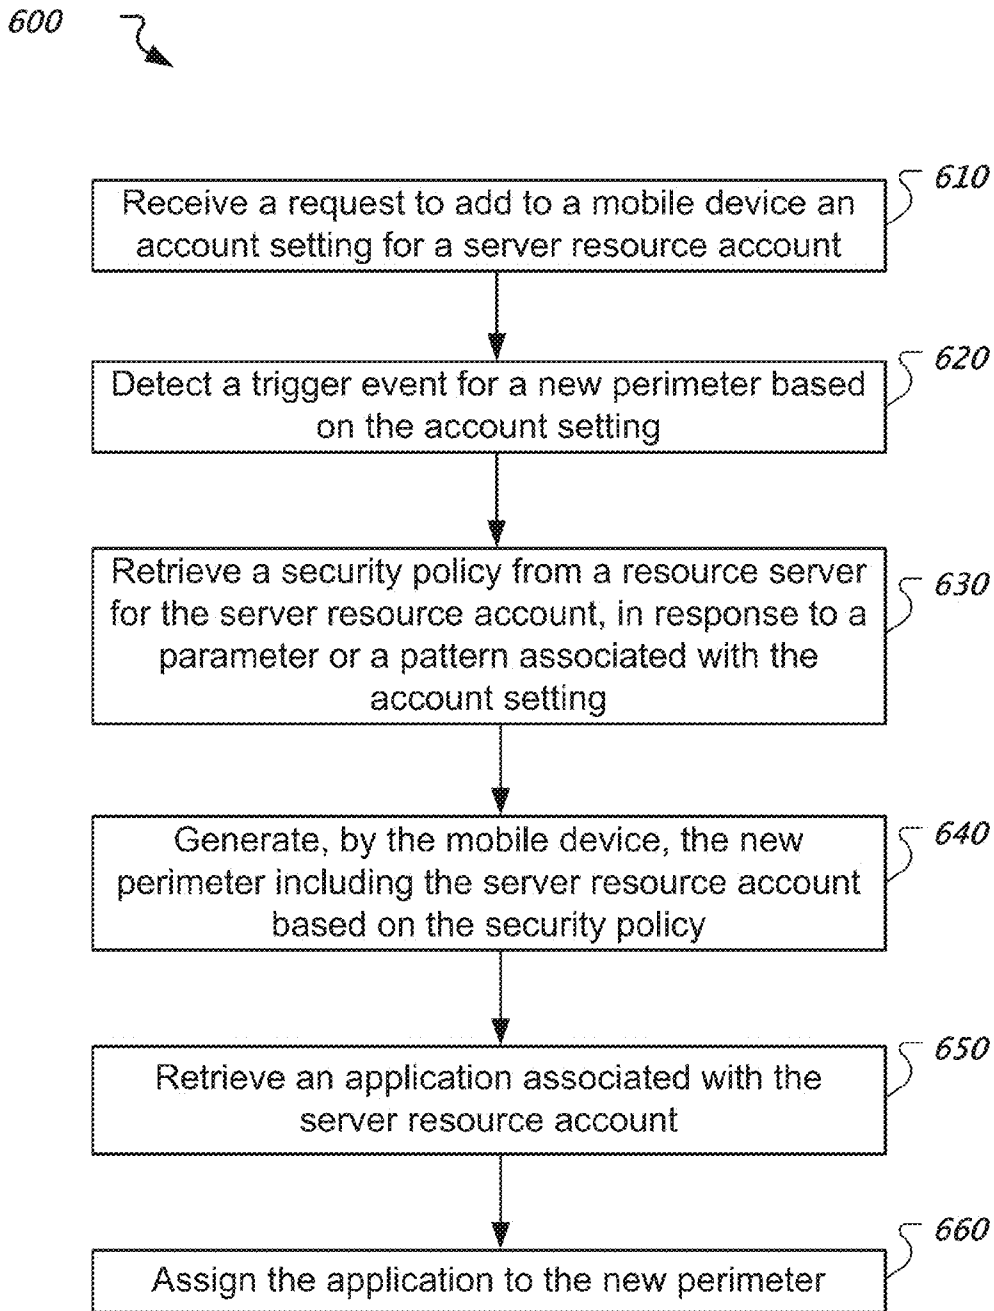 600
610
Receive a request to add to a mobile device an
account setting for a server resource account
620
Detect a trigger event for a new perimeter based
on the account setting
630
Retrieve a security policy from a resource server
for the server resource account, in response to a
parameter or a pattern associated with the
account setting
640
Generate, by the mobile device, the new
perimeter including the server resource account
based on the security policy
650
Retrieve an application associated with the
server resource account
660
Assign the application to the new perimeter